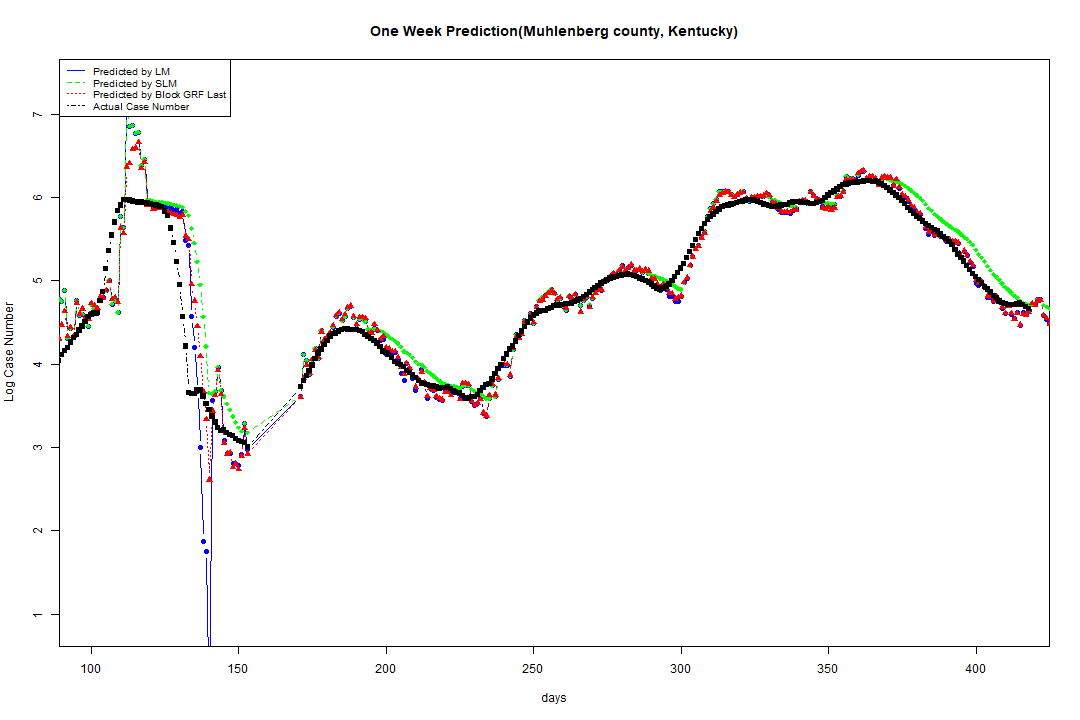 One Week Prediction(Muhlenberg county, Kentucky)
Predicted by LM
Predicted by SLM
Predicted by Block GRF Last
Actual Case Number
Log Case Number
7
6
5
4
3
2
1
100 150 200 250 300 350 400
days